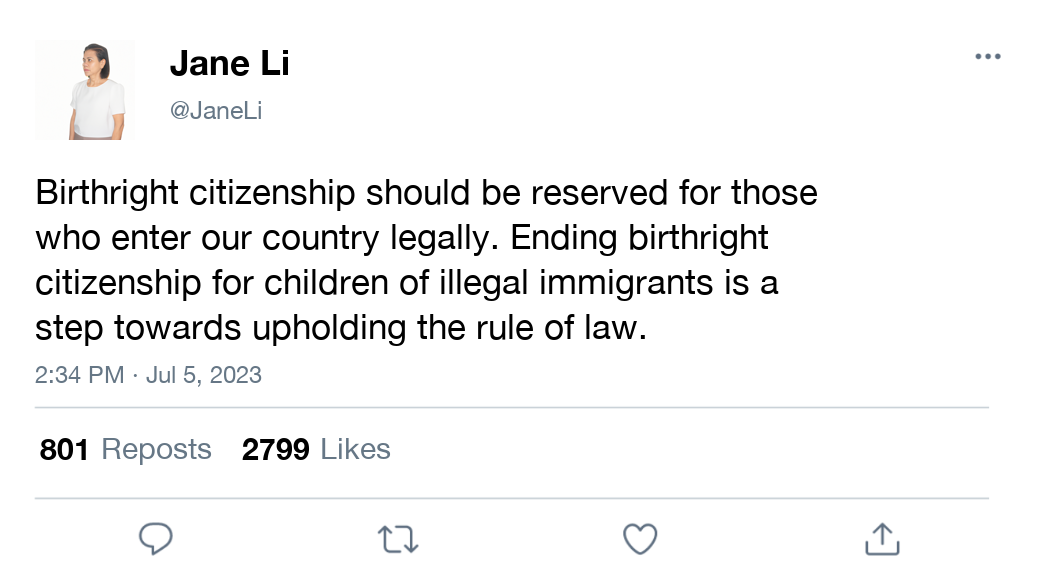 Jane Li
@JaneLi
Birthright citizenship should be reserved for those
who enter our country legally. Ending birthright
citizenship for children of illegal immigrants is a
step towards upholding the rule of law.
2:34 PM · Jul 5, 2023
801 Reposts 2799 Likes